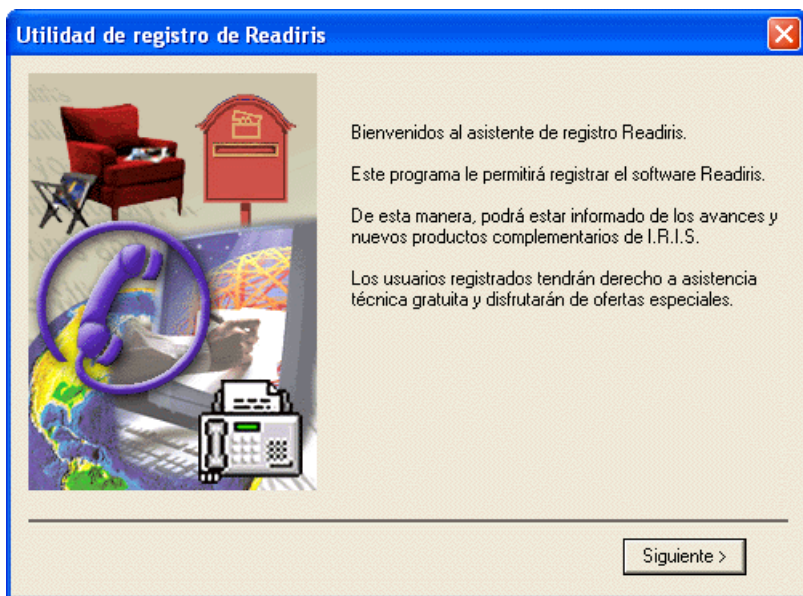 Utilidad de registro de Readiris
Bienvenidos al asistente de registro Readiris.
Este programa le permitirá registrar el software Readiris.
De esta manera, podrá estar informado de los avances y
nuevos productos complementarios de I.R.I.S.
Los usuarios registrados tendrán derecho a asistencia
técnica gratuita y disfrutarán de ofertas especiales.
Siguiente >